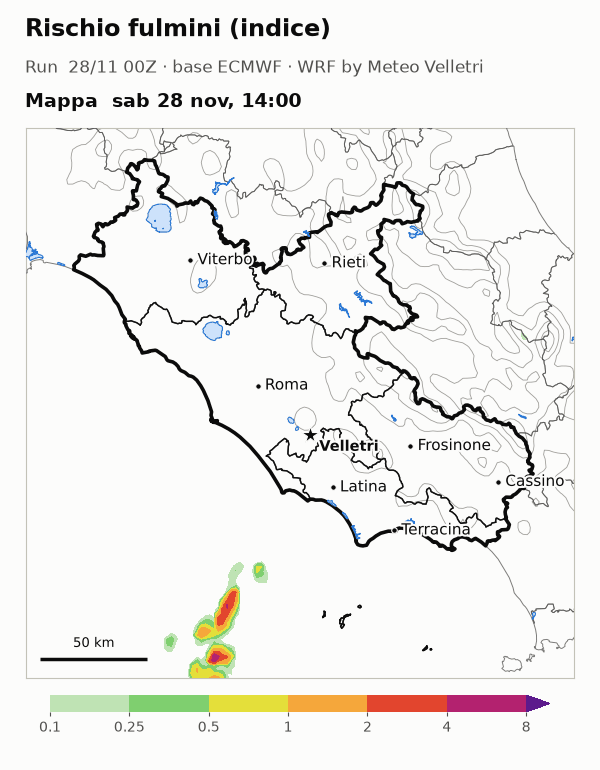 Rischio fulmini (indice)
Run  28/11 00Z · base ECMWF · WRF by Meteo Velletri
Mappa  sab 28 nov, 14:00
Viterbo
Rieti
Roma
Velletri
Frosinone
Cassino
Latina
Terracina
50 km
0.1 0.25 0.5 1 2 4 8